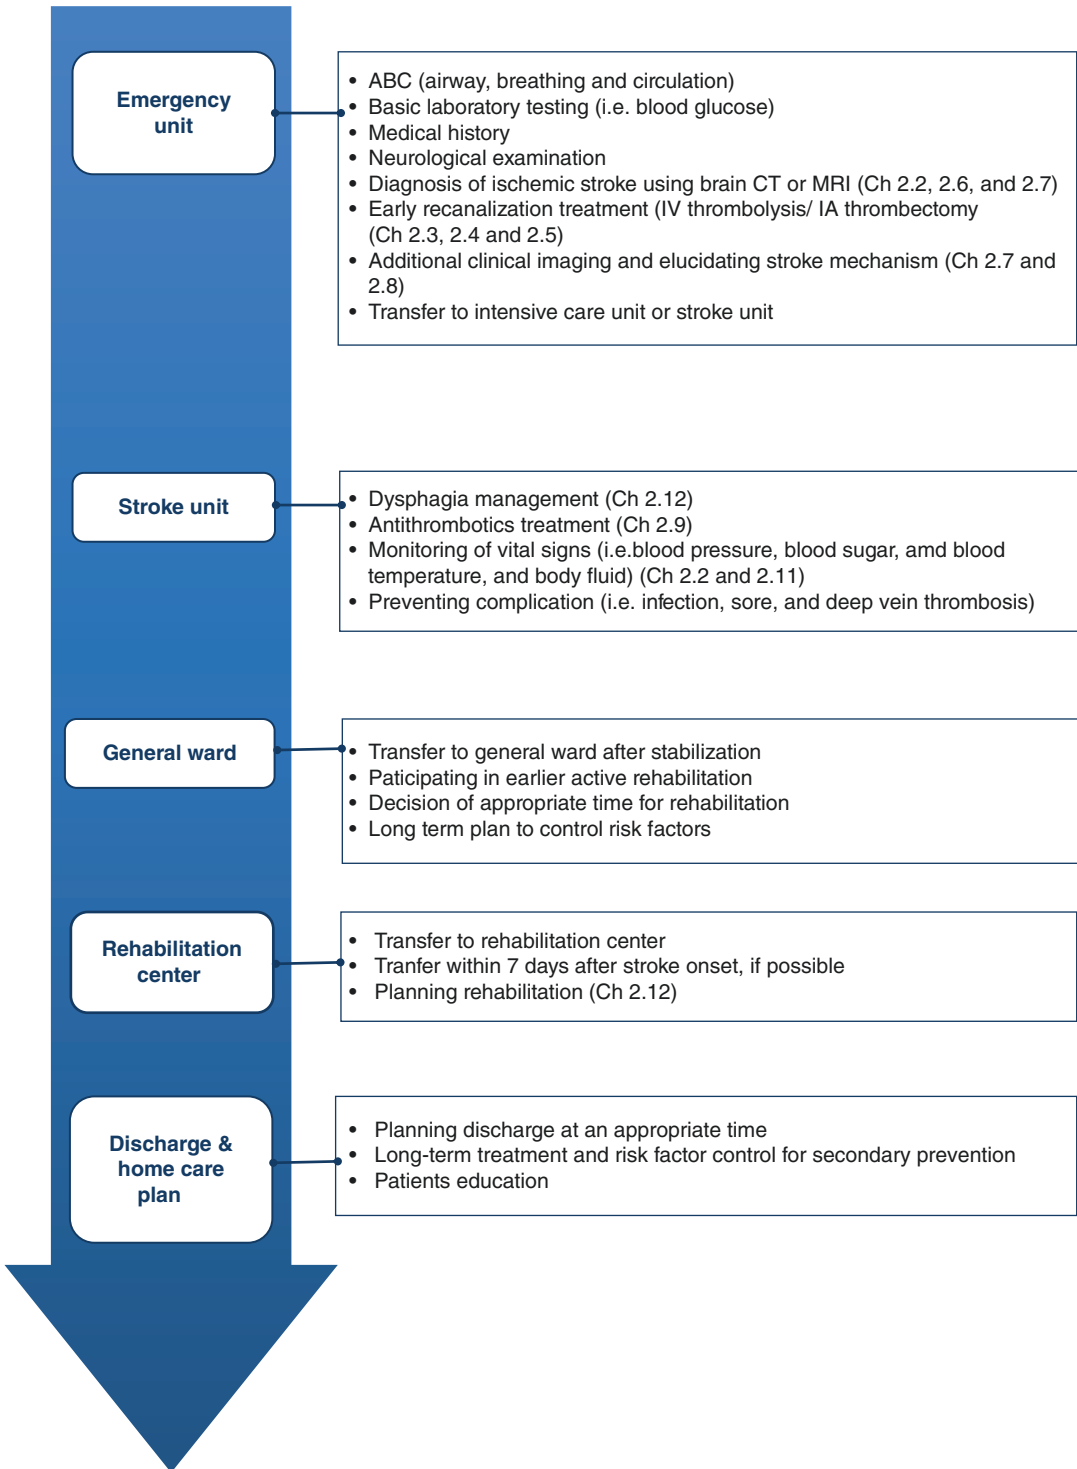 Emergency
unit
• ABC (airway, breathing and circulation)
• Basic laboratory testing (i.e. blood glucose)
• Medical history
• Neurological examination
• Diagnosis of ischemic stroke using brain CT or MRI (Ch 2.2, 2.6, and 2.7)
• Early recanalization treatment (IV thrombolysis/ IA thrombectomy
(Ch 2.3, 2.4 and 2.5)
• Additional clinical imaging and elucidating stroke mechanism (Ch 2.7 and
2.8)
• Transfer to intensive care unit or stroke unit
Stroke unit
• Dysphagia management (Ch 2.12)
• Antithrombotics treatment (Ch 2.9)
• Monitoring of vital signs (i.e.blood pressure, blood sugar, amd blood
temperature, and body fluid) (Ch 2.2 and 2.11)
• Preventing complication (i.e. infection, sore, and deep vein thrombosis)
General ward
• Transfer to general ward after stabilization
• Paticipating in earlier active rehabilitation
• Decision of appropriate time for rehabilitation
• Long term plan to control risk factors
Rehabilitation
center
• Transfer to rehabilitation center
• Tranfer within 7 days after stroke onset, if possible
• Planning rehabilitation (Ch 2.12)
Discharge &
home care
plan
• Planning discharge at an appropriate time
• Long-term treatment and risk factor control for secondary prevention
• Patients education